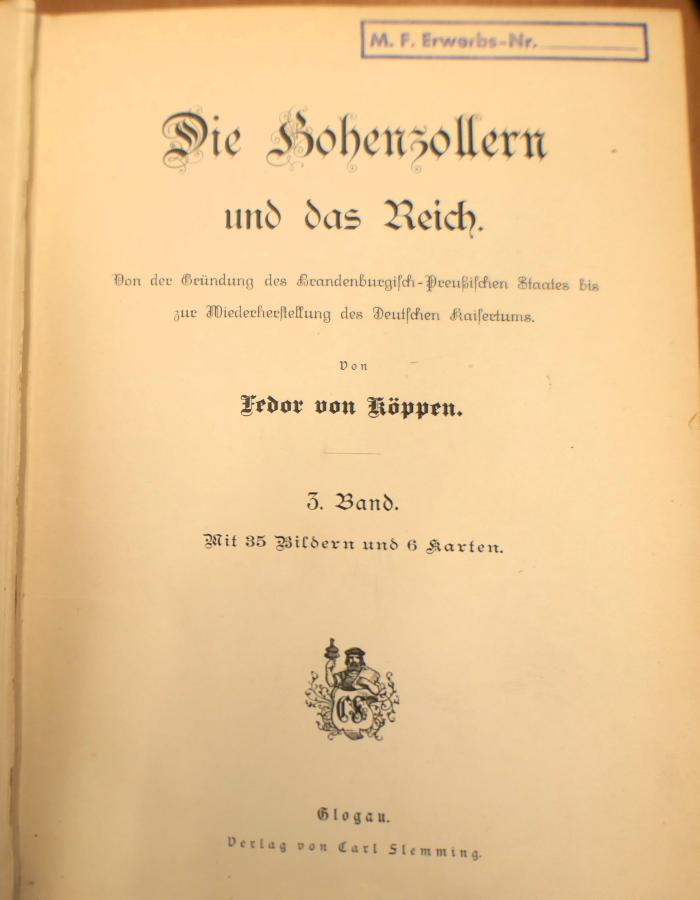 M. F. Erwerbs-Nr.
Die Hohenzollern
und das Reich.
Von der Gründung des Brandenburgiſch-Preußiſchen Staates bis
zur Wiederherſtellung des Deutſchen Kaiſertums.
Von
Fedor von Köppen.
3. Band.
Mit 35 Bildern und 6 Karten.
CF
Glogau.
Verlag von Carl Flemming.